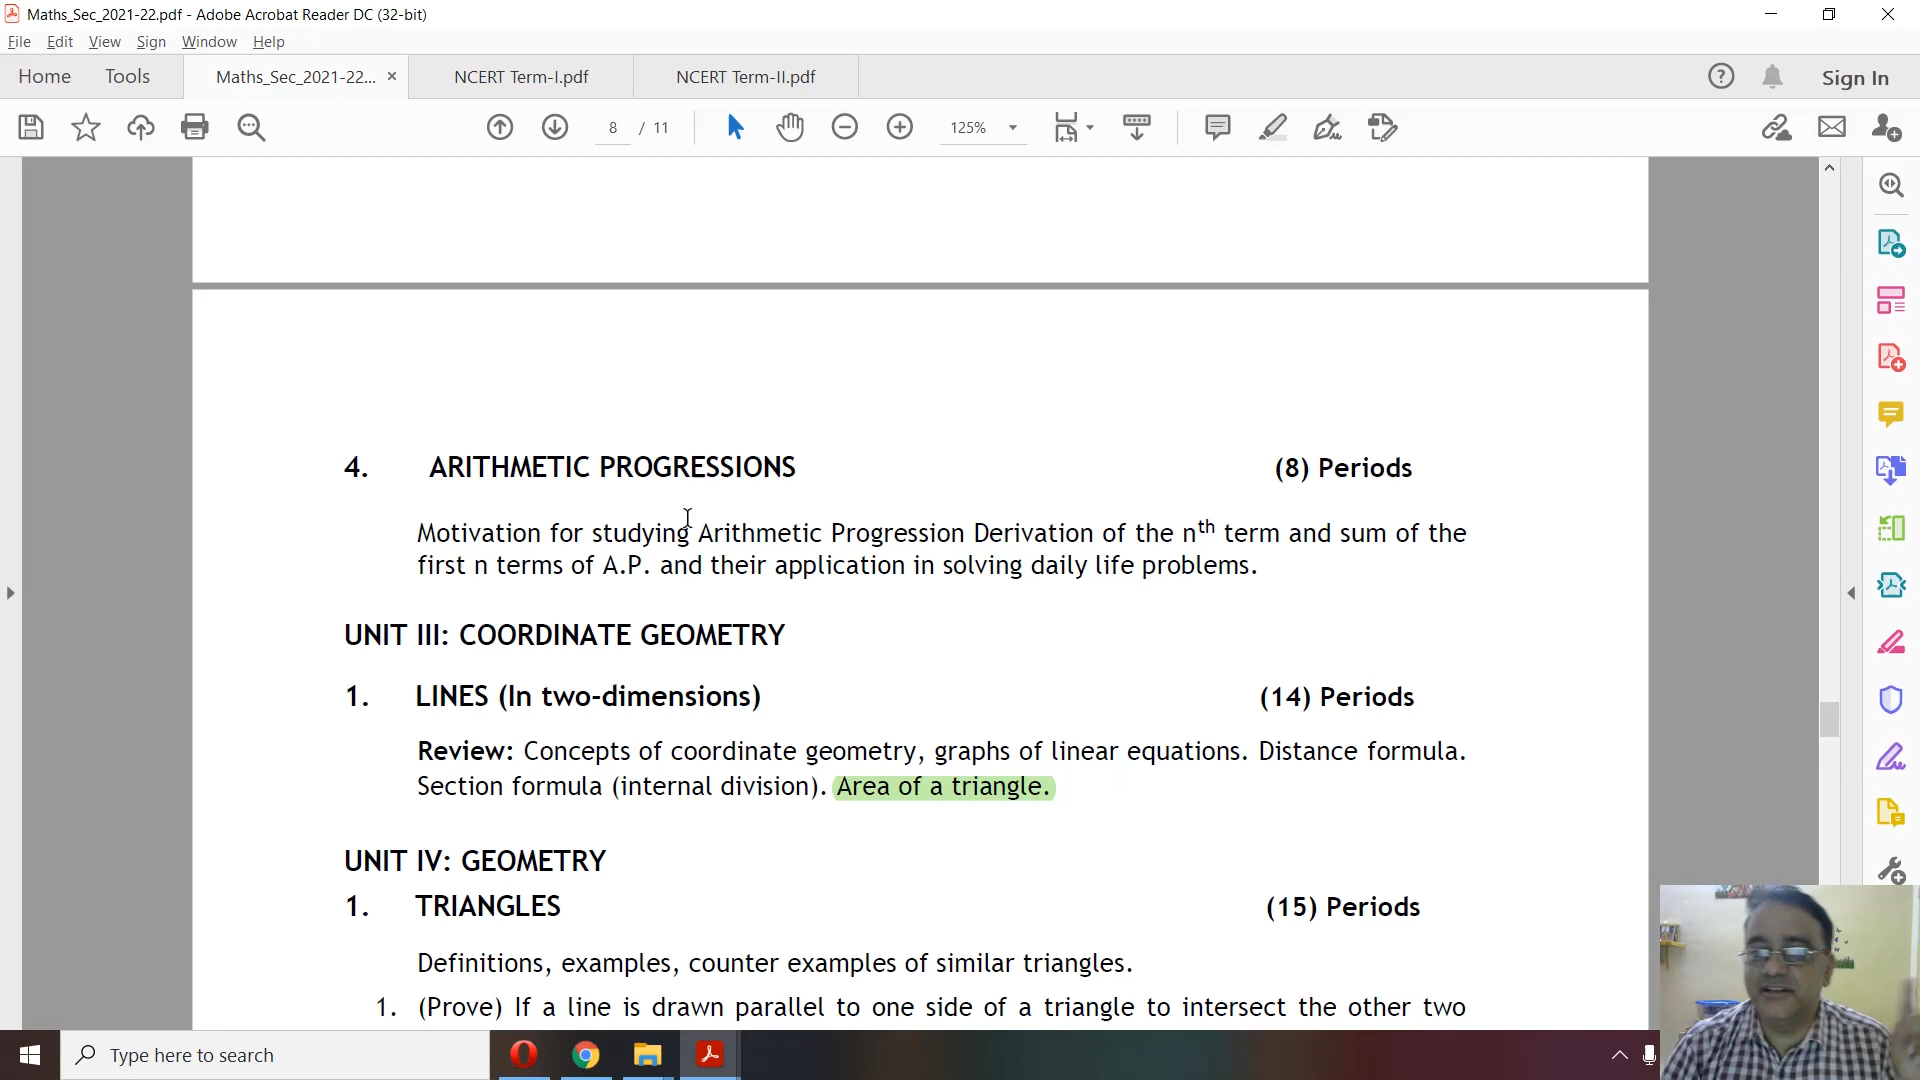 Maths_Sec_2021-22.pdf - Adobe Acrobat Reader DC (32-bit)
File Edit View Sign Window Help
Home Tools Maths_Sec_2021-22... × NCERT Term-I.pdf NCERT Term-II.pdf Sign In
8 / 11 125%
4. ARITHMETIC PROGRESSIONS (8) Periods
Motivation for studying Arithmetic Progression Derivation of the nth term and sum of the
first n terms of A.P. and their application in solving daily life problems.
UNIT III: COORDINATE GEOMETRY
1. LINES (In two-dimensions) (14) Periods
Review: Concepts of coordinate geometry, graphs of linear equations. Distance formula.
Section formula (internal division). Area of a triangle.
UNIT IV: GEOMETRY
1. TRIANGLES (15) Periods
Definitions, examples, counter examples of similar triangles.
1. (Prove) If a line is drawn parallel to one side of a triangle to intersect the other two
Type here to search